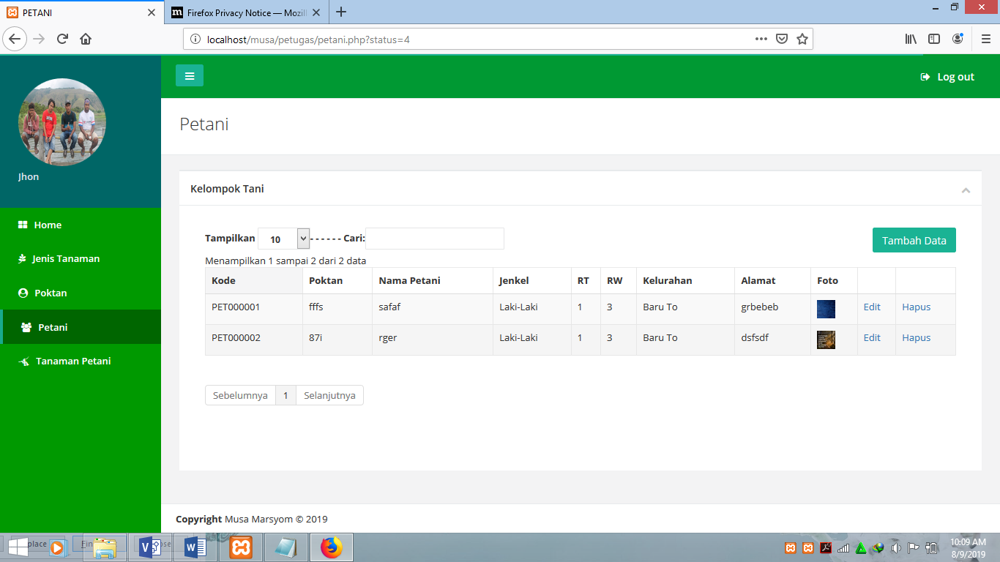 PETANI
Firefox Privacy Notice — Mozil
localhost/musa/petugas/petani.php?status=4
Log out
Jhon
Home
Jenis Tanaman
Poktan
Petani
Tanaman Petani
Petani
Kelompok Tani
Tampilkan 10 - - - - - - Cari:
Tambah Data
Menampilkan 1 sampai 2 dari 2 data
Kode Poktan Nama Petani Jenkel RT RW Kelurahan Alamat Foto
PET000001 fffs safaf Laki-Laki 1 3 Baru To grbebeb Edit Hapus
PET000002 87i rger Laki-Laki 1 3 Baru To dsfsdf Edit Hapus
Sebelumnya 1 Selanjutnya
Copyright Musa Marsyom © 2019
10:09 AM
8/9/2019